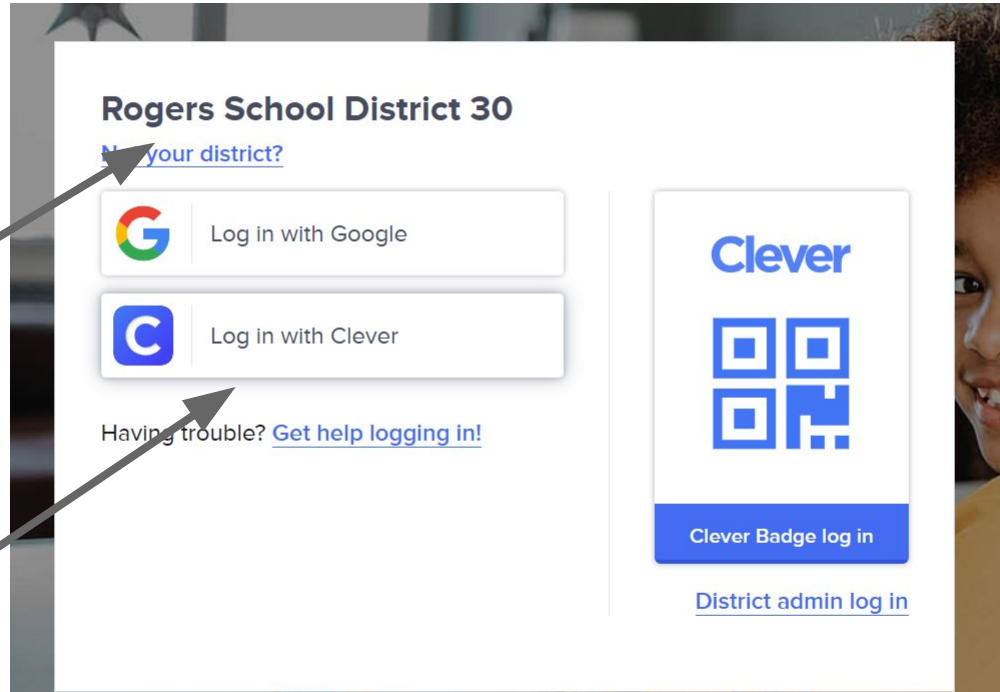 Rogers School District 30
Not your district?
Log in with Google
Log in with Clever
Having trouble? Get help logging in!
Clever
Clever Badge log in
District admin log in